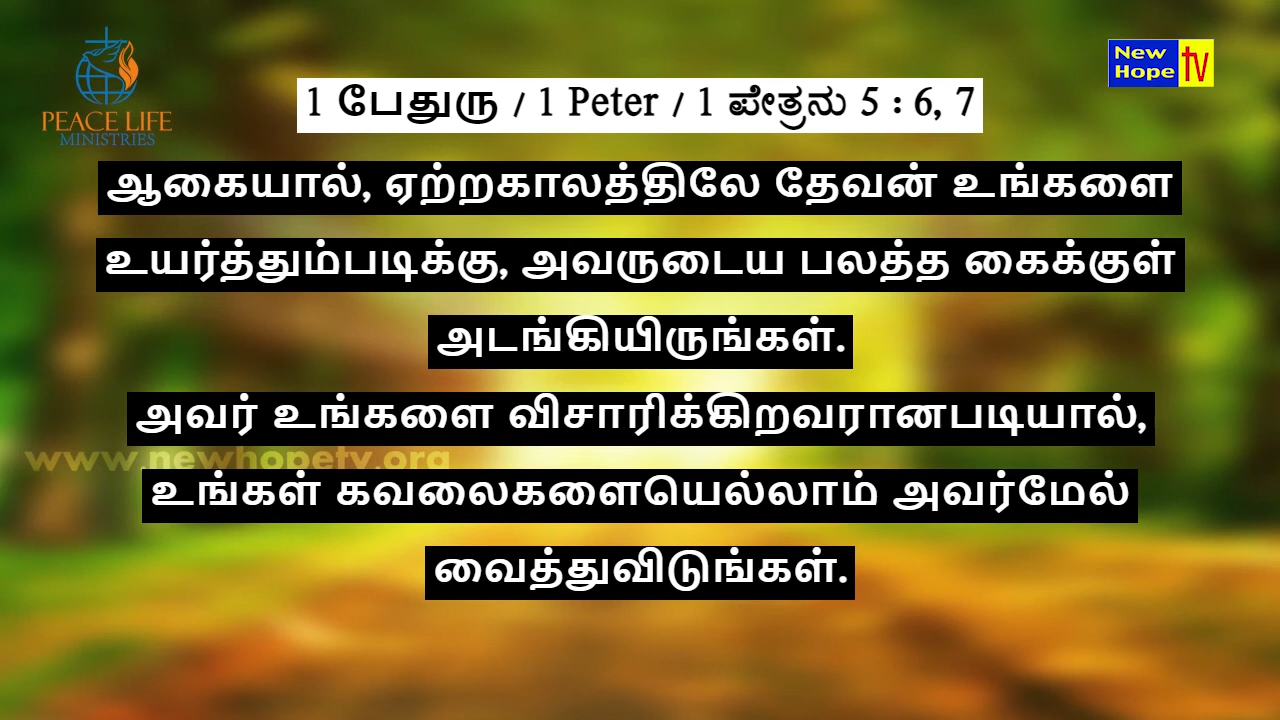 PEACE LIFE
MINISTRIES
New
Hope
tv
1 பேதுரு / 1 Peter / 1 ಪೇತ್ರನು 5 : 6, 7
ஆகையால், ஏற்றகாலத்திலே தேவன் உங்களை
உயர்த்தும்படிக்கு, அவருடைய பலத்த கைக்குள்
அடங்கியிருங்கள்.
அவர் உங்களை விசாரிக்கிறவரானபடியால்,
www.newhopetv.org
உங்கள் கவலைகளையெல்லாம் அவர்மேல்
வைத்துவிடுங்கள்.